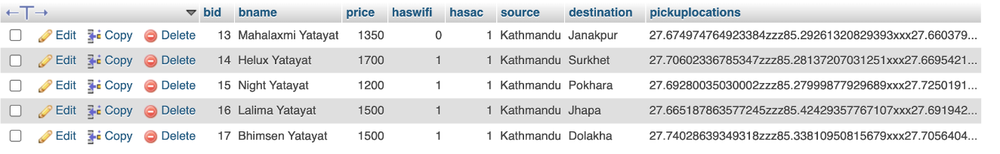 bid bname price haswifi hasac source destination pickuplocations
Edit Copy Delete 13 Mahalaxmi Yatayat 1350 0 1 Kathmandu Janakpur 27.674974764923384zzz85.29261320829393xxx27.660379...
Edit Copy Delete 14 Helux Yatayat 1700 1 1 Kathmandu Surkhet 27.70602336785347zzz85.28137207031251xxx27.6695421...
Edit Copy Delete 15 Night Yatayat 1200 1 1 Kathmandu Pokhara 27.69280035030002zzz85.27999877929689xxx27.7250191...
Edit Copy Delete 16 Lalima Yatayat 1500 1 1 Kathmandu Jhapa 27.665187863577245zzz85.42429357767107xxx27.691942...
Edit Copy Delete 17 Bhimsen Yatayat 1500 1 1 Kathmandu Dolakha 27.74028639349318zzz85.33810950815679xxx27.7056404...